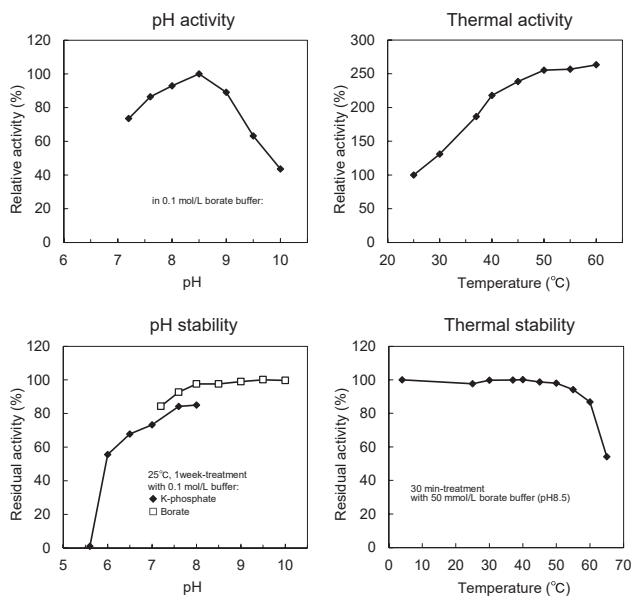 pH activity
120
100
80
60
40
20
0
Relative activity (%)
in 0.1 mol/L borate buffer:
6 7 8 9 10
pH
Thermal activity
300
250
200
150
100
50
0
Relative activity (%)
20 30 40 50 60
Temperature (°C)
pH stability
120
100
80
60
40
20
0
Residual activity (%)
25°C, 1week-treatment
with 0.1 mol/L buffer:
K-phosphate
Borate
5 6 7 8 9 10
pH
Thermal stability
120
100
80
60
40
20
0
Residual activity (%)
30 min-treatment
with 50 mmol/L borate buffer (pH8.5)
0 10 20 30 40 50 60 70
Temperature (°C)